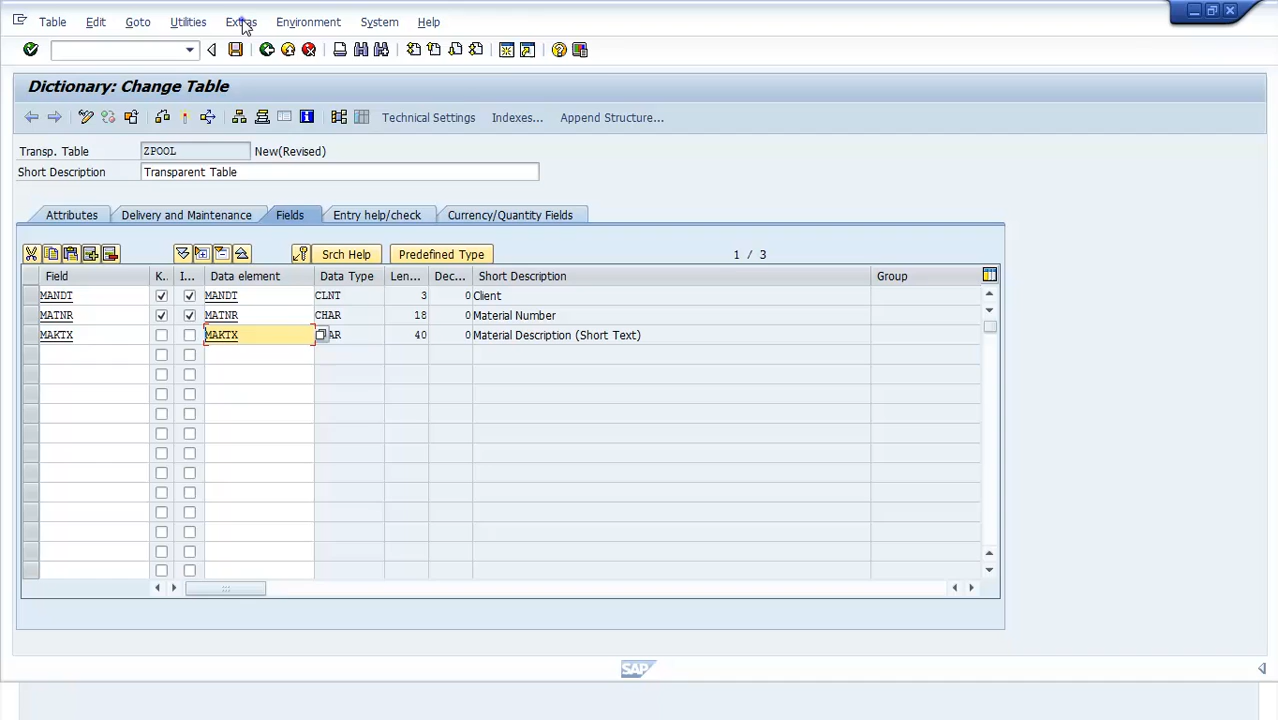 Table Edit Goto Utilities Extras Environment System Help
Dictionary: Change Table
Technical Settings Indexes... Append Structure...
Transp. Table ZPOOL New(Revised)
Short Description Transparent Table
Attributes Delivery and Maintenance Fields Entry help/check Currency/Quantity Fields
Srch Help Predefined Type 1 / 3
Field K.. I... Data element Data Type Len... Dec... Short Description Group
MANDT MANDT CLNT 3 0 Client
MATNR MATNR CHAR 18 0 Material Number
MAKTX MAKTX AR 40 0 Material Description (Short Text)
SAP